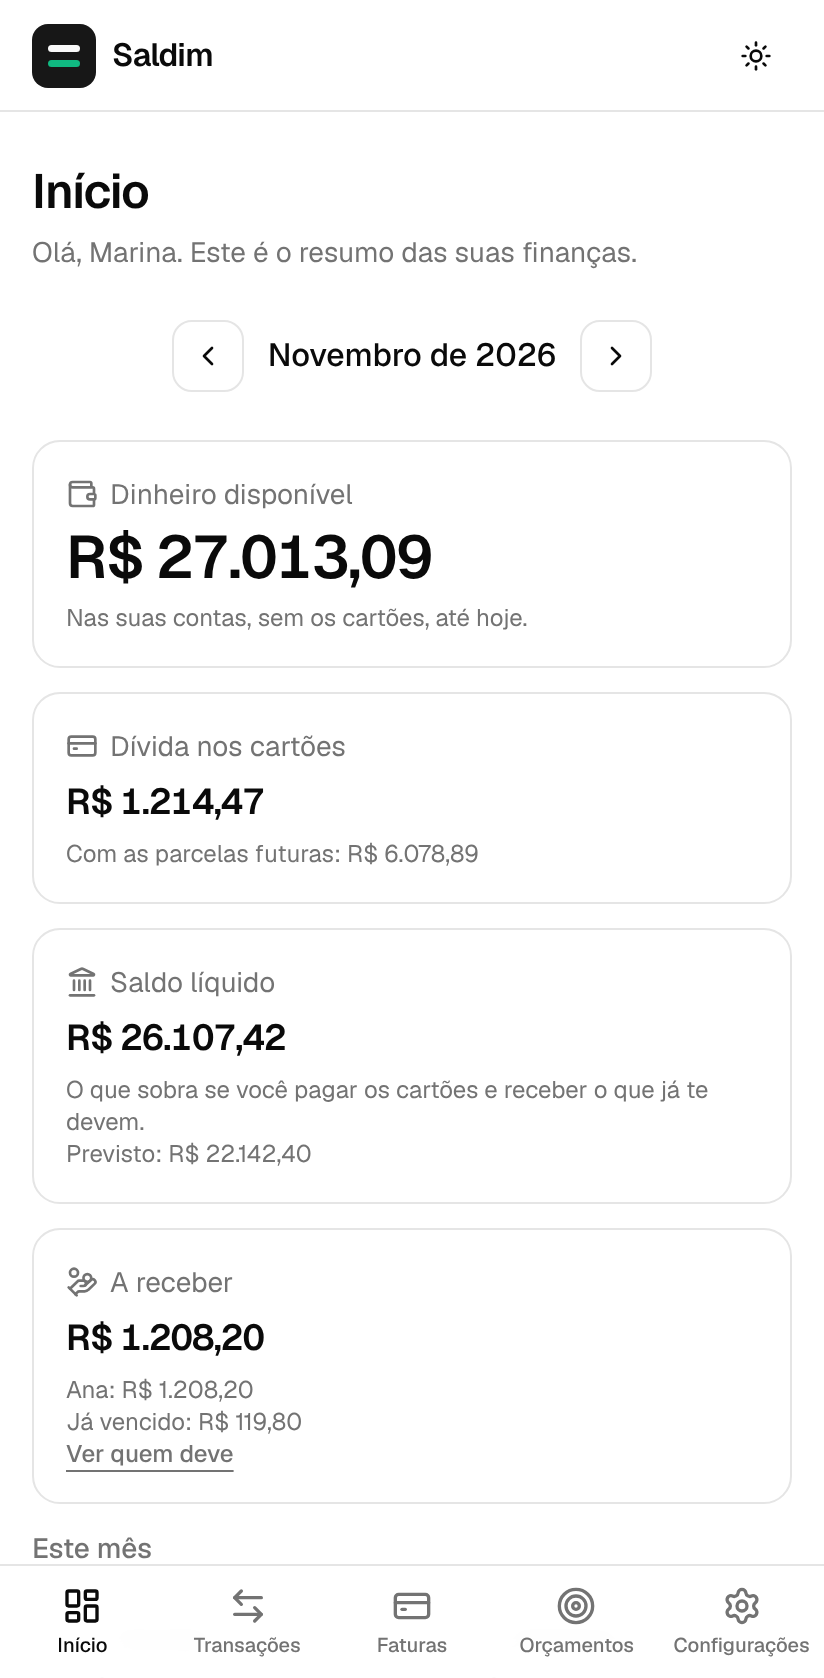 Saldim
Início
Olá, Marina. Este é o resumo das suas finanças.
Novembro de 2026
Dinheiro disponível
R$ 27.013,09
Nas suas contas, sem os cartões, até hoje.
Dívida nos cartões
R$ 1.214,47
Com as parcelas futuras: R$ 6.078,89
Saldo líquido
R$ 26.107,42
O que sobra se você pagar os cartões e receber o que já te
devem.
Previsto: R$ 22.142,40
A receber
R$ 1.208,20
Ana: R$ 1.208,20
Já vencido: R$ 119,80
Ver quem deve
Este mês
Início
Transações
Faturas
Orçamentos
Configurações